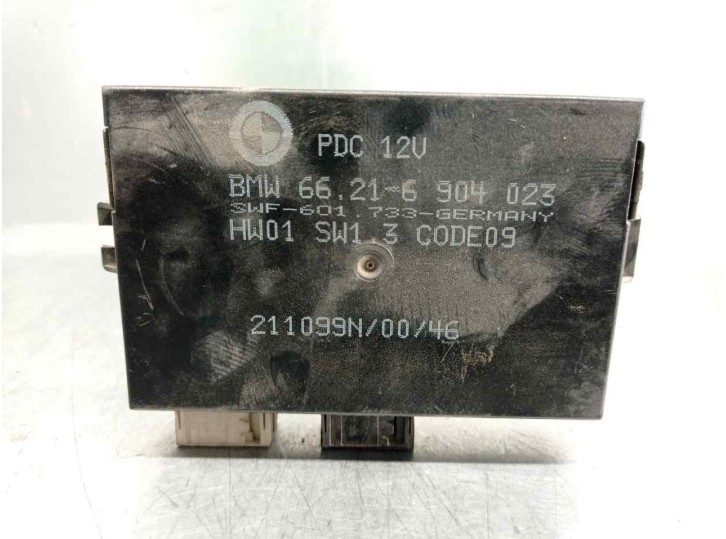 PDC 12V
BMW 66.21-6 904 023
SWF-601.733-GERMANY
HW01 SW1.3 CODE09
211099N/00/46